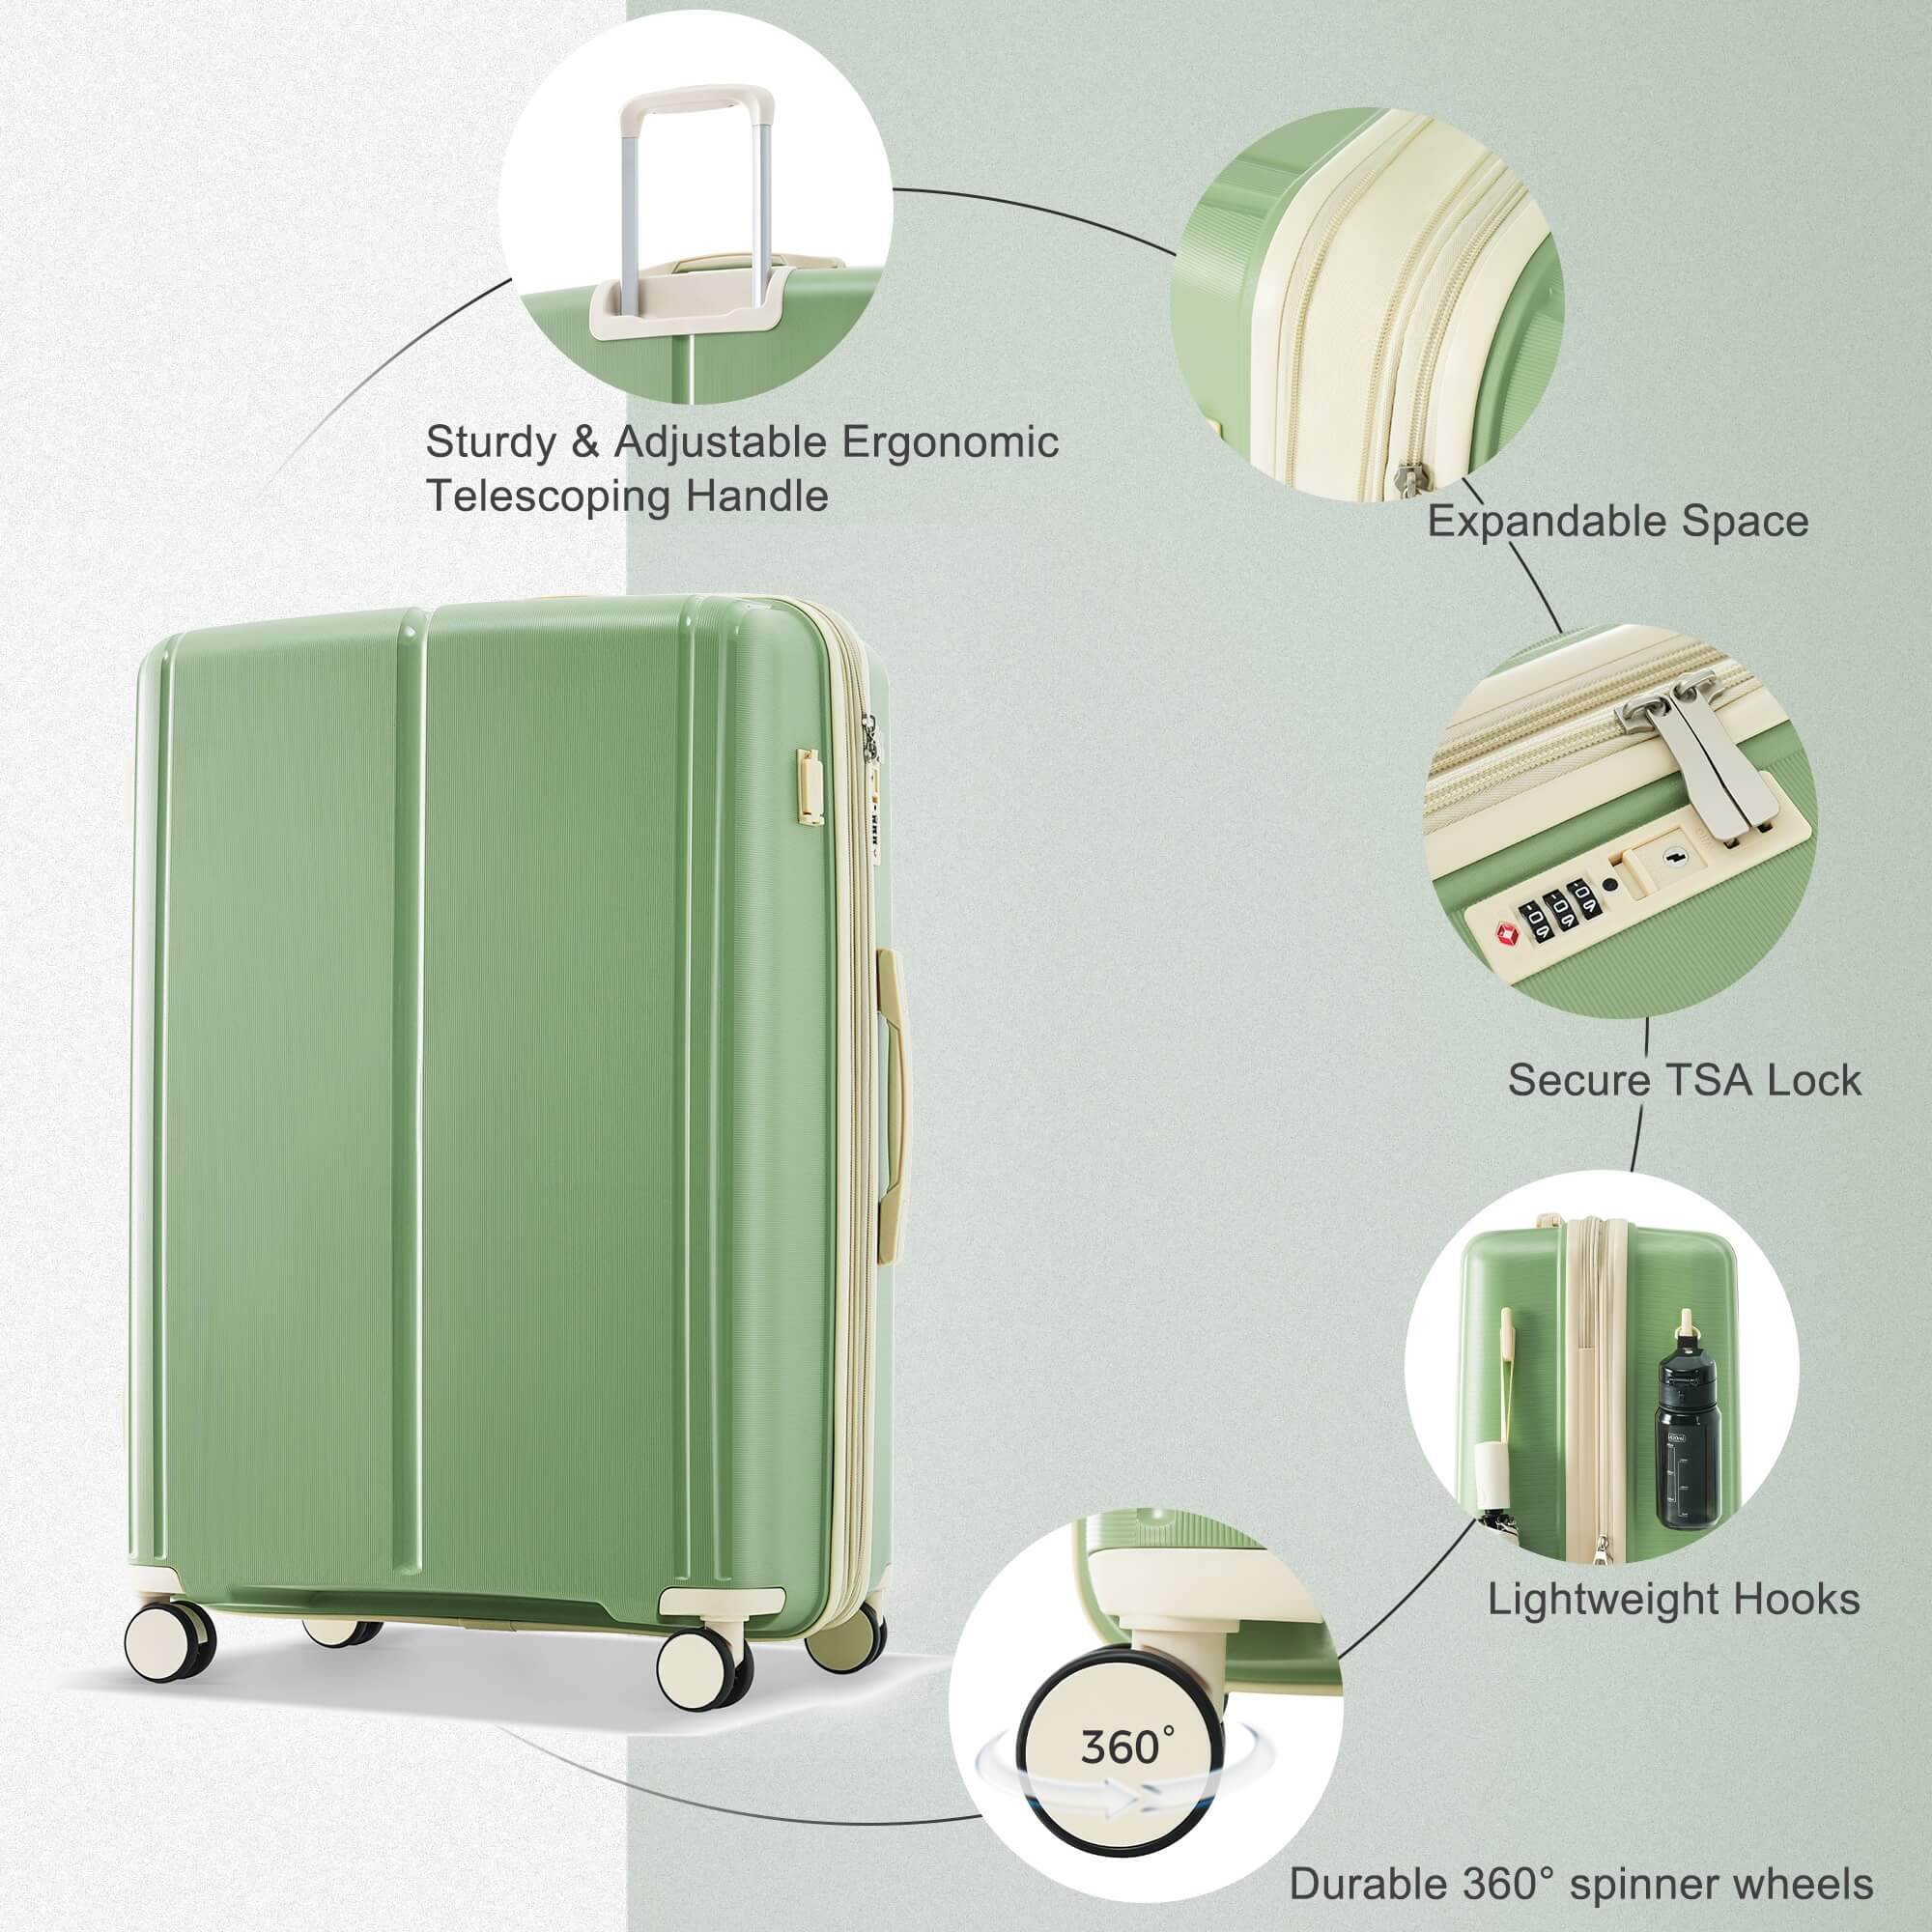 Sturdy & Adjustable Ergonomic
Telescoping Handle
Expandable Space
Secure TSA Lock
Lightweight Hooks
360°
Durable 360° spinner wheels